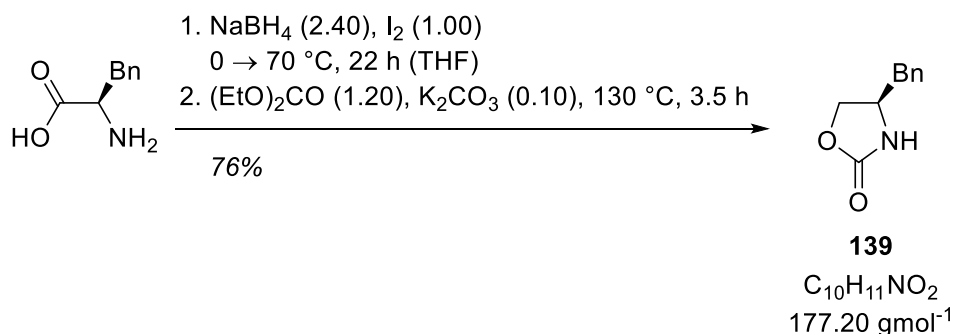 1. NaBH₄ (2.40), I₂ (1.00)
0 → 70 °C, 22 h (THF)
2. (EtO)₂CO (1.20), K₂CO₃ (0.10), 130 °C, 3.5 h
76%
O
Bn
HO
NH₂
Bn
O
NH
O
139
C₁₀H₁₁NO₂
177.20 gmol⁻¹